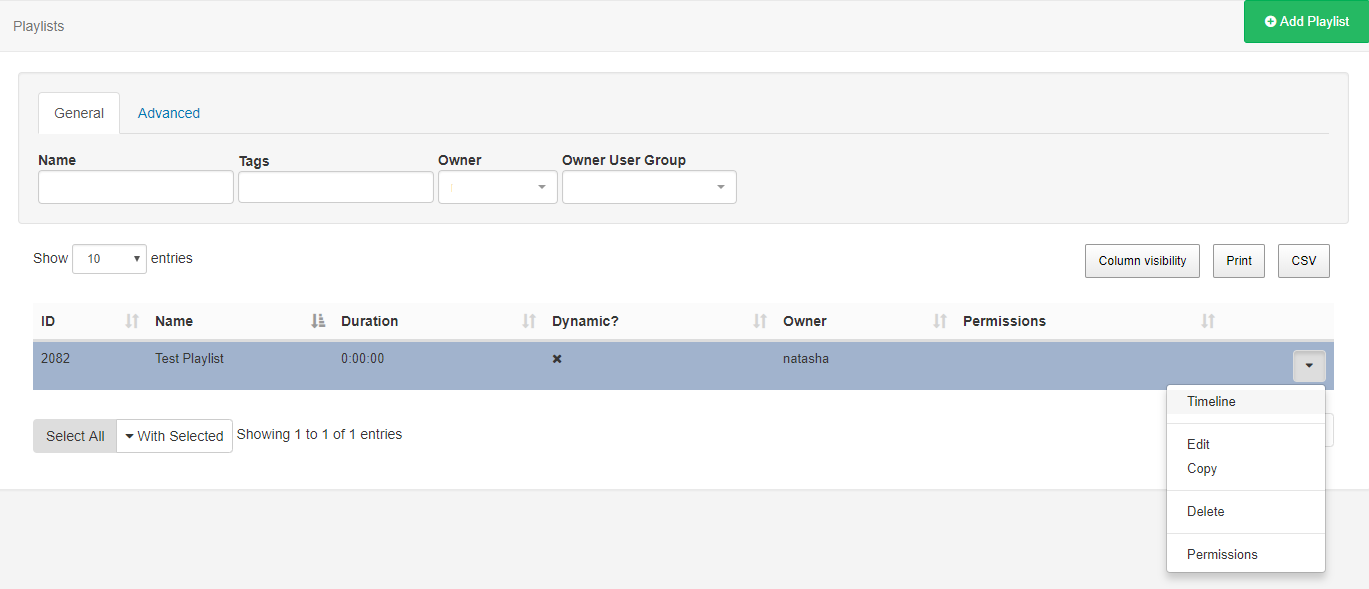 Playlists
Add Playlist
General Advanced
Name Tags Owner Owner User Group
Show 10 entries
Column visibility Print CSV
ID Name Duration Dynamic? Owner Permissions
2082 Test Playlist 0:00:00 natasha
Timeline
Select All With Selected Showing 1 to 1 of 1 entries
Edit
Copy
Delete
Permissions